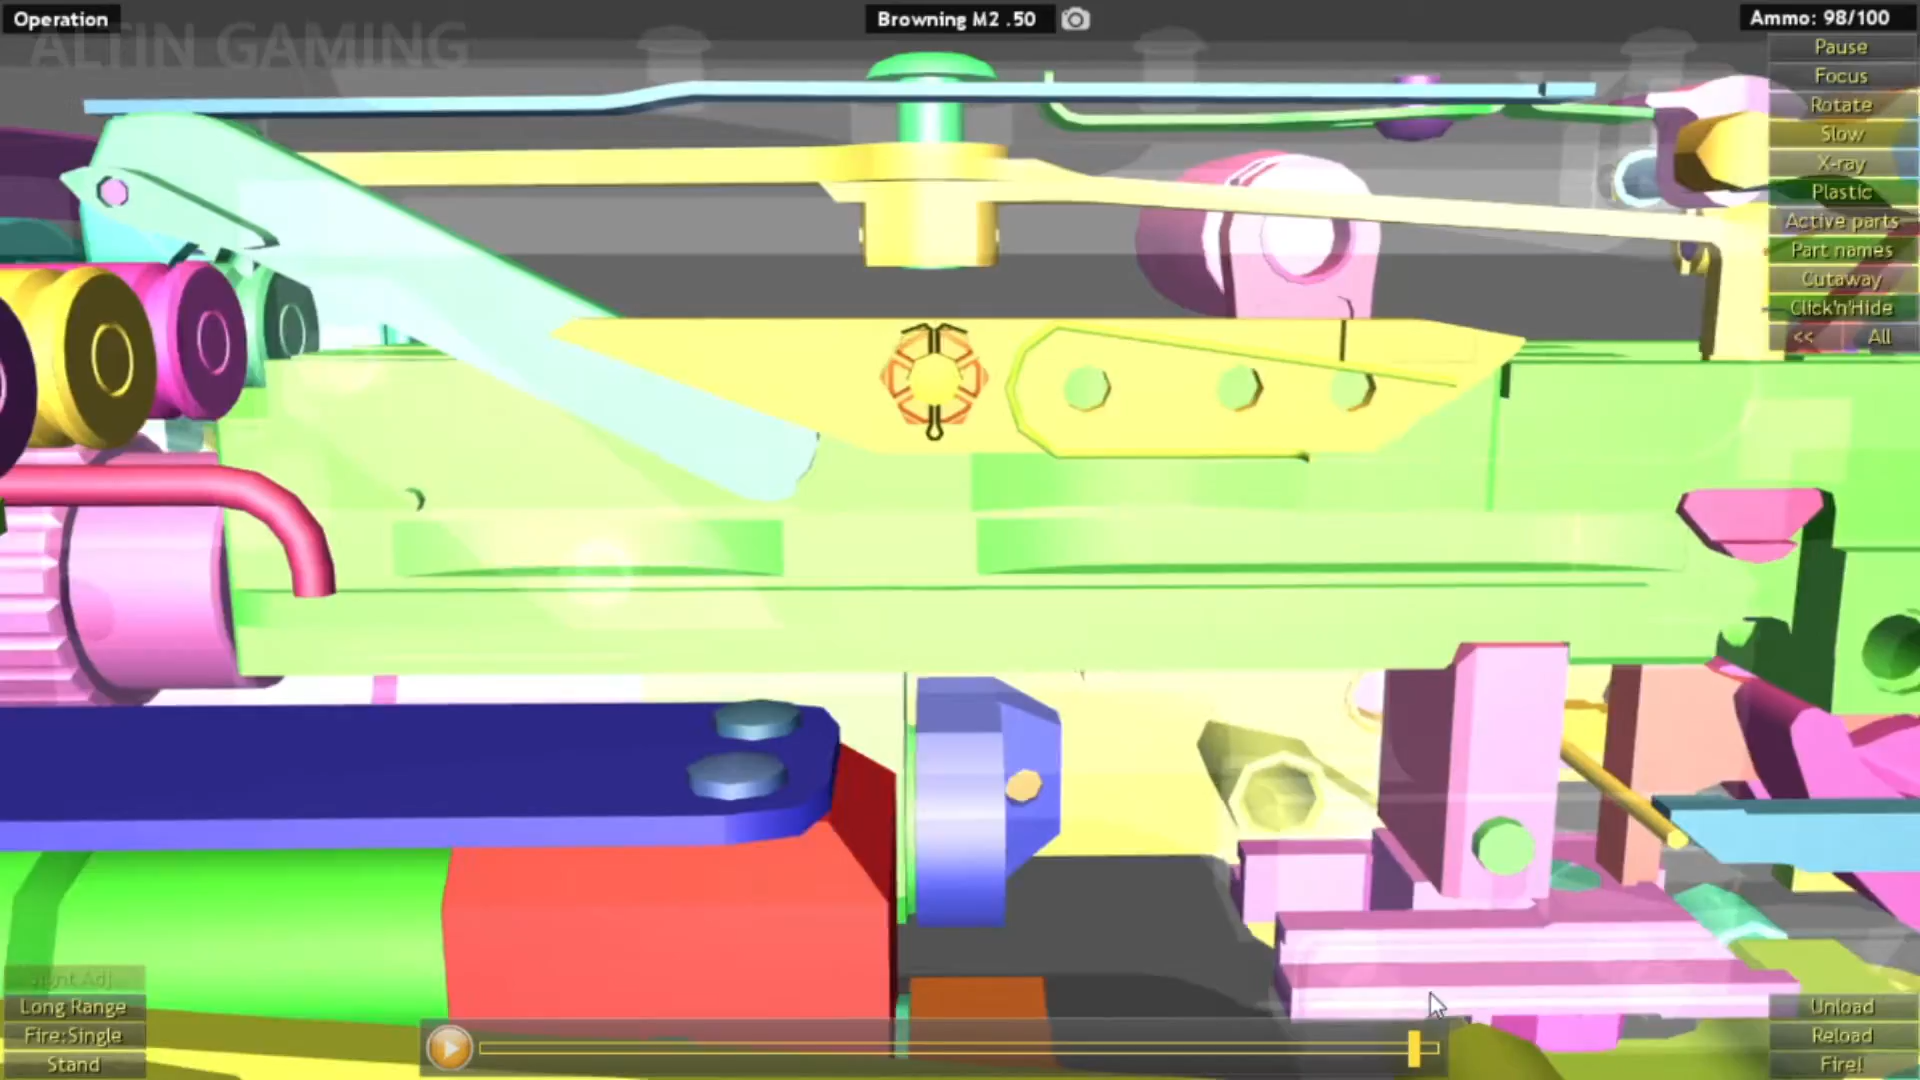 Operation
Browning M2 .50
Ammo: 98/100
ALTIN GAMING
Pause
Focus
Rotate
Slow
X-ray
Plastic
Active parts
Part names
Cutaway
Click'n'Hide
<< All
Long Range
Fire:Single
Stand
Unload
Reload
Fire!